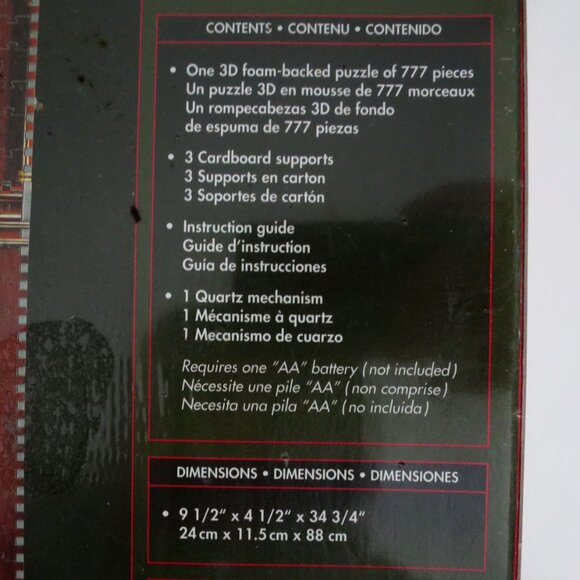 CONTENTS • CONTENU • CONTENIDO
• One 3D foam-backed puzzle of 777 pieces
Un puzzle 3D en mousse de 777 morceaux
Un rompecabezas 3D de fondo
de espuma de 777 piezas
• 3 Cardboard supports
3 Supports en carton
3 Soportes de cartón
• Instruction guide
Guide d'instruction
Guía de instrucciones
• 1 Quartz mechanism
1 Mécanisme à quartz
1 Mecanismo de cuarzo
Requires one "AA" battery (not included)
Nécessite une pile "AA" (non comprise)
Necesita una pila "AA" (no incluida)
DIMENSIONS • DIMENSIONS • DIMENSIONES
• 9 1/2" x 4 1/2" x 34 3/4"
24 cm x 11.5 cm x 88 cm